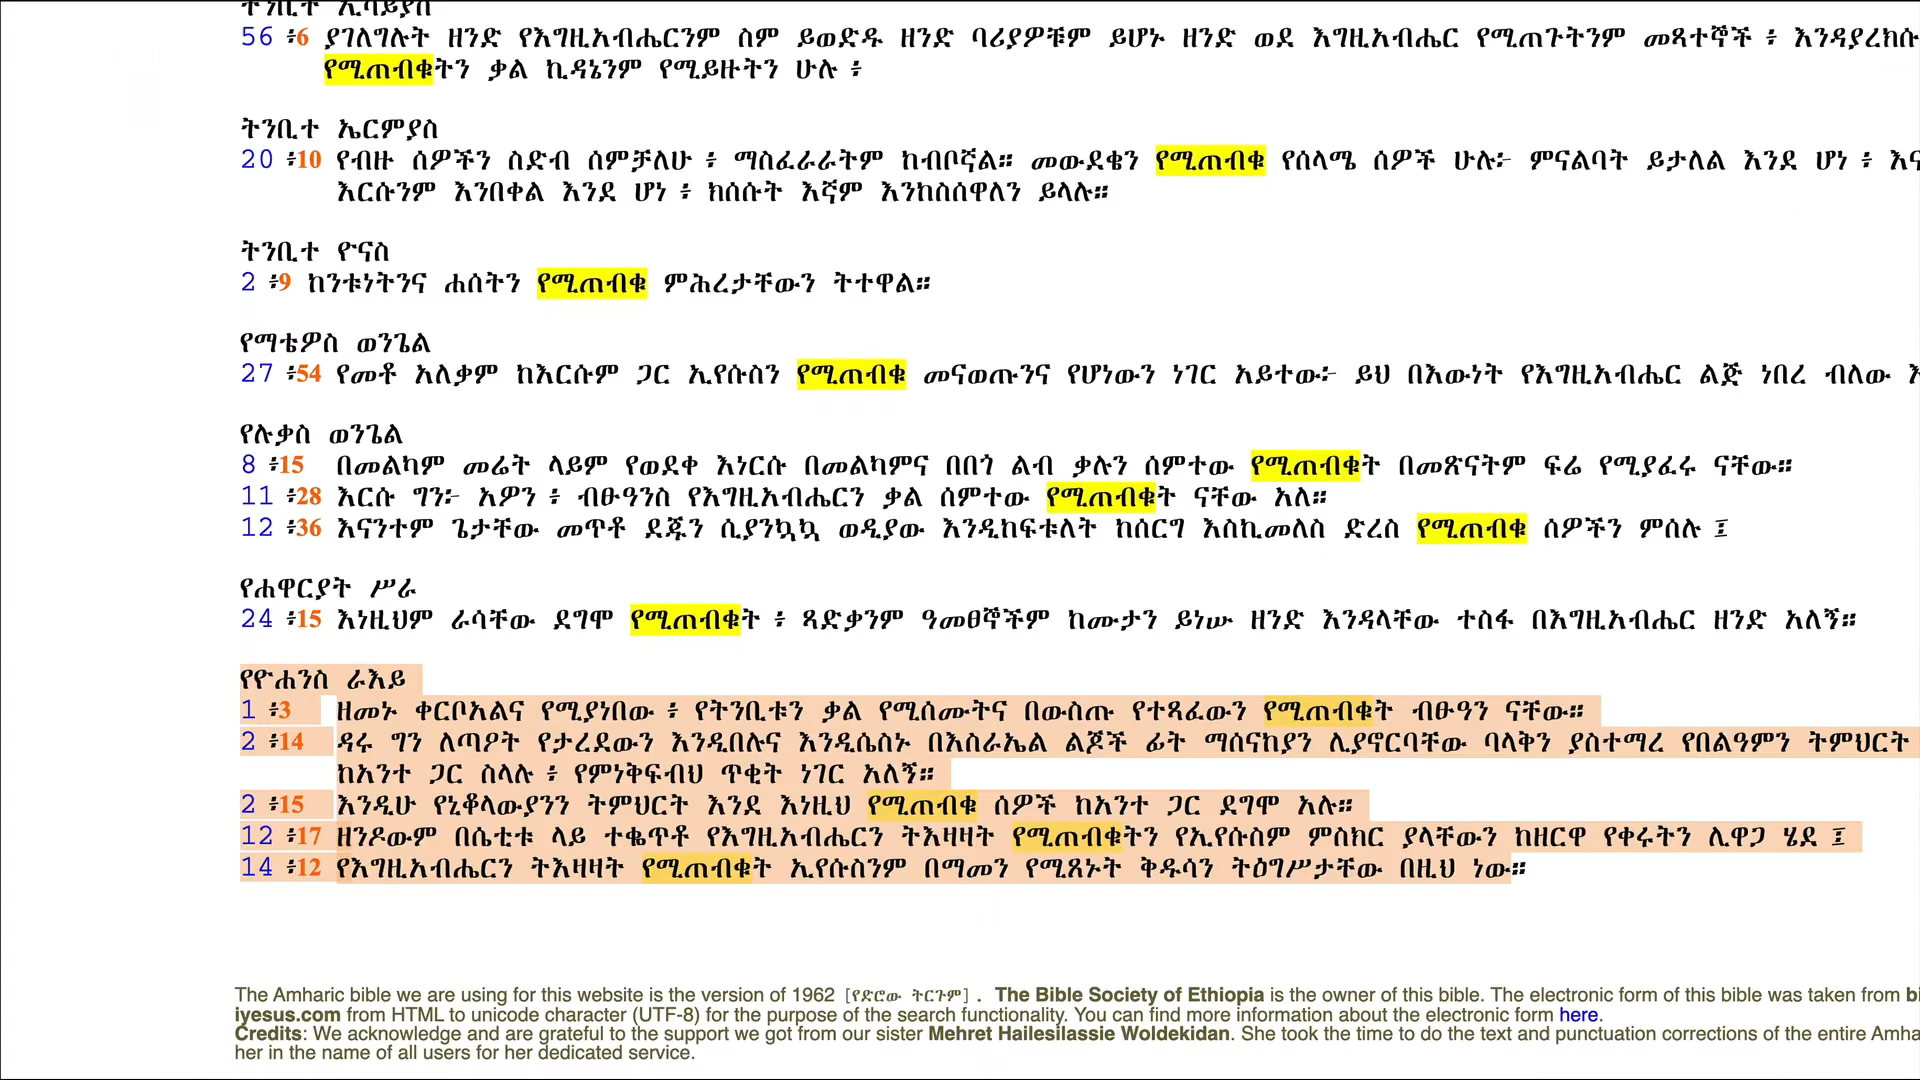 ትንቢተ ኢሳይያስ
56 ፥6 ያገለግሉት ዘንድ የእግዚአብሔርንም ስም ይወድዱ ዘንድ ባሪያዎቹም ይሆኑ ዘንድ ወደ እግዚአብሔር የሚጠጉትንም መጻተኞች ፥ እንዳያረክሱ
የሚጠብቁትን ቃል ኪዳኔንም የሚይዙትን ሁሉ ፥
ትንቢተ ኤርምያስ
20 ፥10 የብዙ ሰዎችን ስድብ ሰምቻለሁ ፥ ማስፈራራትም ከብቦኛል። መውደቄን የሚጠብቁ የሰላሜ ሰዎች ሁሉ፦ ምናልባት ይታለል እንደ ሆነ ፥
እርሱንም እንበቀል እንደ ሆነ ፥ ክሰሱት እኛም እንከስሰዋለን ይላሉ።
ትንቢተ ዮናስ
2 ፥9 ከንቱነትንና ሐሰትን የሚጠብቁ ምሕረታቸውን ትተዋል።
የማቴዎስ ወንጌል
27 ፥54 የመቶ አለቃም ከእርሱም ጋር ኢየሱስን የሚጠብቁ መናወጡንና የሆነውን ነገር አይተው፦ ይህ በእውነት የእግዚአብሔር ልጅ ነበረ ብለው
የሉቃስ ወንጌል
8 ፥15 በመልካም መሬት ላይም የወደቀ እነርሱ በመልካምና በበጎ ልብ ቃሉን ሰምተው የሚጠብቁት በመጽናትም ፍሬ የሚያፈሩ ናቸው።
11 ፥28 እርሱ ግን፦ አዎን ፥ ብፁዓንስ የእግዚአብሔርን ቃል ሰምተው የሚጠብቁት ናቸው አለ።
12 ፥36 እናንተም ጌታቸው መጥቶ ደጁን ሲያንኳኳ ወዲያው እንዲከፍቱለት ከሰርግ እስኪመለስ ድረስ የሚጠብቁ ሰዎችን ምሰሉ ፤
የሐዋርያት ሥራ
24 ፥15 እነዚህም ራሳቸው ደግሞ የሚጠብቁት ፥ ጻድቃንም ዓመፀኞችም ከሙታን ይነሡ ዘንድ እንዳላቸው ተስፋ በእግዚአብሔር ዘንድ አለኝ።
የዮሐንስ ራእይ
1 ፥3 ዘመኑ ቀርቦአልና የሚያነበው ፥ የትንቢቱን ቃል የሚሰሙትና በውስጡ የተጻፈውን የሚጠብቁት ብፁዓን ናቸው።
2 ፥14 ዳሩ ግን ለጣዖት የታረደውን እንዲበሉና እንዲሴስኑ በእስራኤል ልጆች ፊት ማሰናከያን ሊያኖርባቸው ባላቅን ያስተማረ የበልዓምን ትምህርት
ከአንተ ጋር ስላሉ ፥ የምነቅፍብህ ጥቂት ነገር አለኝ።
2 ፥15 እንዲሁ የኒቆላውያንን ትምህርት እንደ እነዚህ የሚጠብቁ ሰዎች ከአንተ ጋር ደግሞ አሉ።
12 ፥17 ዘንዶውም በሴቲቱ ላይ ተቈጥቶ የእግዚአብሔርን ትእዛዛት የሚጠብቁትን የኢየሱስም ምስክር ያላቸውን ከዘርዋ የቀሩትን ሊዋጋ ሄደ ፤
14 ፥12 የእግዚአብሔርን ትእዛዛት የሚጠብቁት ኢየሱስንም በማመን የሚጸኑት ቅዱሳን ትዕግሥታቸው በዚህ ነው።
The Amharic bible we are using for this website is the version of 1962 [የድሮው ትርጉም]. The Bible Society of Ethiopia is the owner of this bible. The electronic form of this bible was taken from
iyesus.com from HTML to unicode character (UTF-8) for the purpose of the search functionality. You can find more information about the electronic form here.
Credits: We acknowledge and are grateful to the support we got from our sister Mehret Hailesilassie Woldekidan. She took the time to do the text and punctuation corrections of the entire Amha
her in the name of all users for her dedicated service.